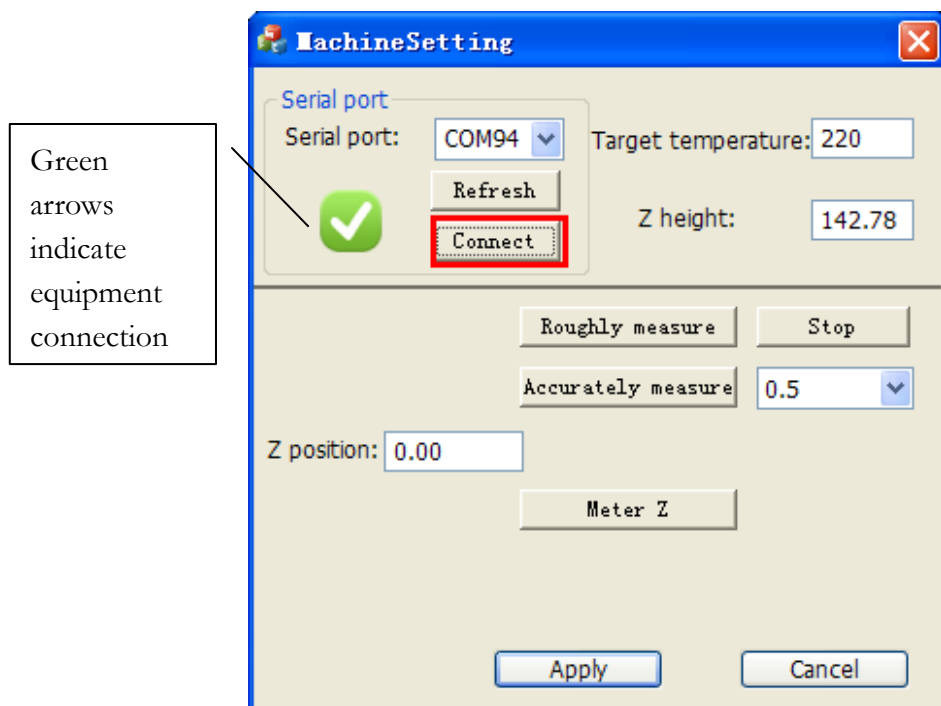 MachineSetting
Serial port
Serial port:
COM94
Target temperature:
220
Refresh
Connect
Z height:
142.78
Green
arrows
indicate
equipment
connection
Roughly measure
Stop
Accurately measure
0.5
Z position:
0.00
Meter Z
Apply
Cancel